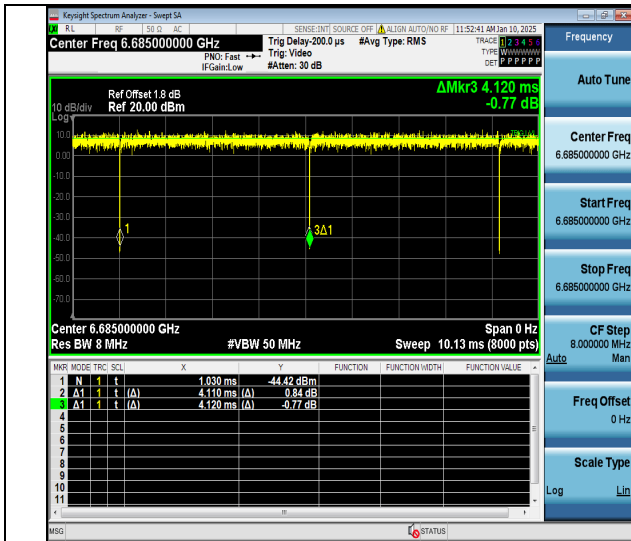 Keysight Spectrum Analyzer - Swept SA
RL RF 50 Ω AC SENSE:INT SOURCE OFF ALIGN AUTO/NO RF 11:52:41 AM Jan 10, 2025
Center Freq 6.685000000 GHz
PNO: Fast
IFGain:Low
Trig Delay-200.0 µs
Trig: Video
#Atten: 30 dB
#Avg Type: RMS
TRACE 1 2 3 4 5 6
TYPE WWWWWW
DET P P P P P P
ΔMkr3 4.120 ms
-0.77 dB
10 dB/div
Log
Ref Offset 1.8 dB
Ref 20.00 dBm
10.0
0.00
-10.0
-20.0
-30.0
-40.0
-50.0
-60.0
-70.0
1
3Δ1
Center 6.685000000 GHz
Span 0 Hz
Res BW 8 MHz
#VBW 50 MHz
Sweep 10.13 ms (8000 pts)
MKR MODE TRC SCL X Y FUNCTION FUNCTION WIDTH FUNCTION VALUE
1 N 1 t 1.030 ms -44.42 dBm
2 Δ1 1 t (Δ) 4.110 ms (Δ) 0.84 dB
3 Δ1 1 t (Δ) 4.120 ms (Δ) -0.77 dB
4
5
6
7
8
9
10
11
MSG
STATUS
Frequency
Auto Tune
Center Freq
6.685000000 GHz
Start Freq
6.685000000 GHz
Stop Freq
6.685000000 GHz
CF Step
8.000000 MHz
Auto Man
Freq Offset
0 Hz
Scale Type
Log Lin